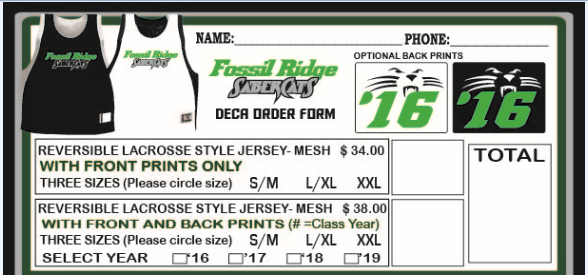 Fossil Ridge
SABERCATS
Fossil Ridge
SABERCATS
NAME: PHONE:
OPTIONAL BACK PRINTS
Fossil Ridge
SABERCATS
DECA ORDER FORM
'16
'16
REVERSIBLE LACROSSE STYLE JERSEY- MESH $ 34.00
WITH FRONT PRINTS ONLY
THREE SIZES (Please circle size) S/M L/XL XXL
TOTAL
REVERSIBLE LACROSSE STYLE JERSEY- MESH $ 38.00
WITH FRONT AND BACK PRINTS (# =Class Year)
THREE SIZES (Please circle size) S/M L/XL XXL
SELECT YEAR '16 '17 '18 '19